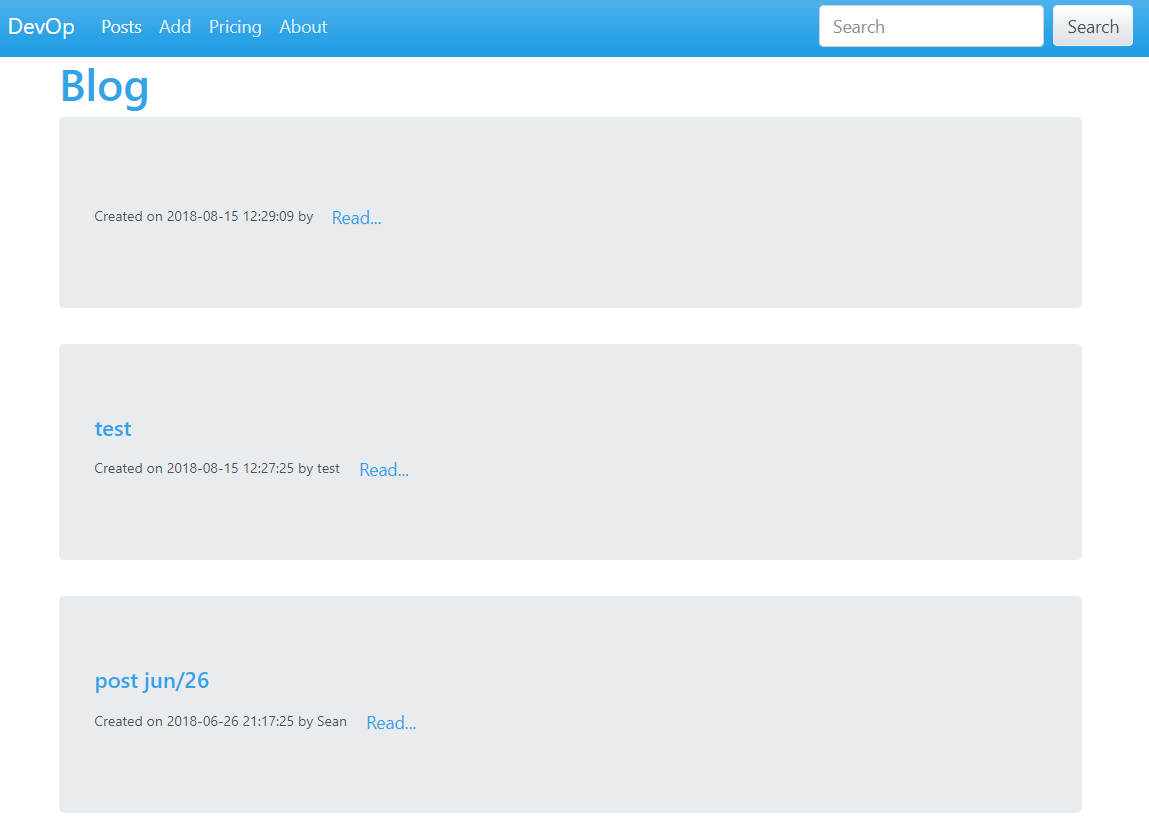 DevOp Posts Add Pricing About Search Search
Blog
Created on 2018-08-15 12:29:09 by Read...
test
Created on 2018-08-15 12:27:25 by test Read...
post jun/26
Created on 2018-06-26 21:17:25 by Sean Read...